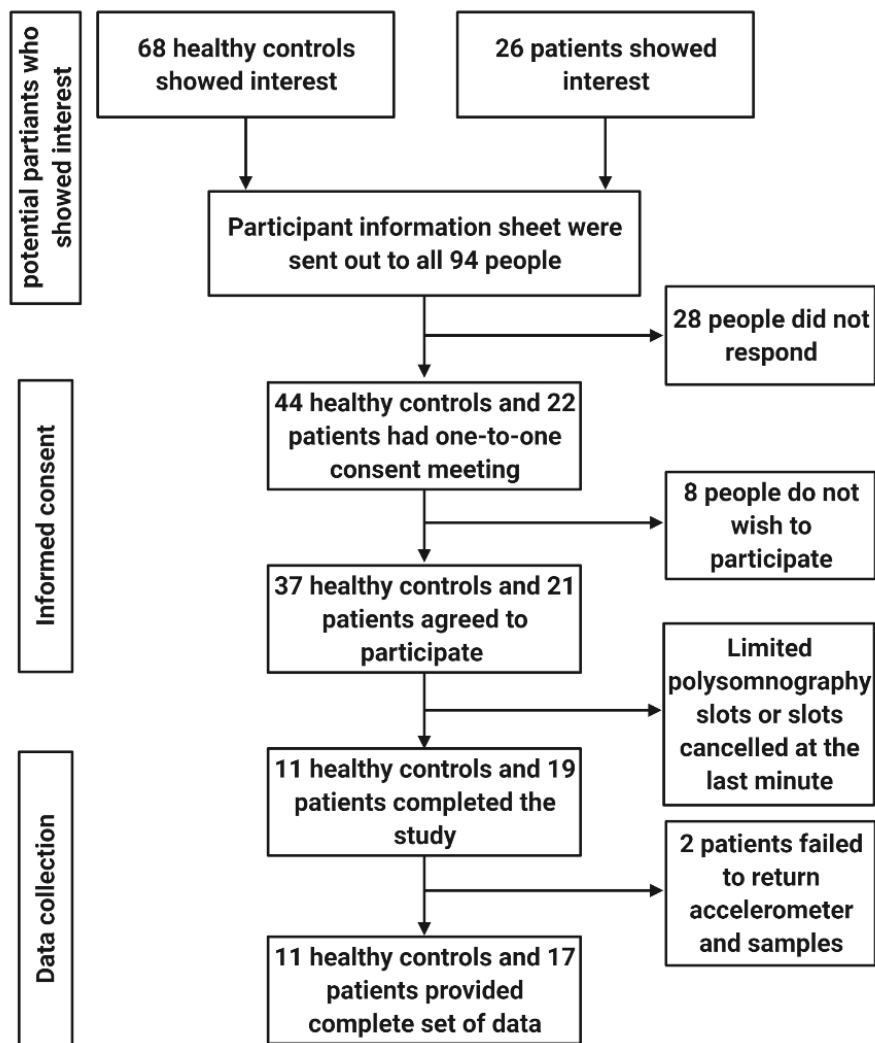 potential partiants who
showed interest
68 healthy controls
showed interest
26 patients showed
interest
Participant information sheet were
sent out to all 94 people
28 people did not
respond
Informed consent
44 healthy controls and 22
patients had one-to-one
consent meeting
8 people do not
wish to
participate
37 healthy controls and 21
patients agreed to
participate
Limited
polysomnography
slots or slots
cancelled at the
last minute
Data collection
11 healthy controls and 19
patients completed the
study
2 patients failed
to return
accelerometer
and samples
11 healthy controls and 17
patients provided
complete set of data